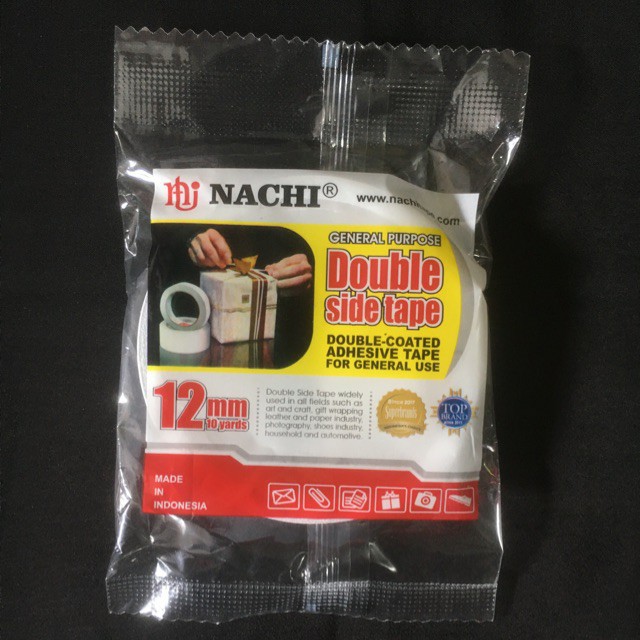 NACHI®
GENERAL PURPOSE
Double
side tape
DOUBLE-COATED
ADHESIVE TAPE
FOR GENERAL USE
12mm
10 yards
Double Side Tape widely
used in all fields such as
art and craft, gift wrapping
leather and paper industry,
photography, shoes industry,
household and automotive.
Superbrands
TOP
BRAND
MADE
IN
INDONESIA